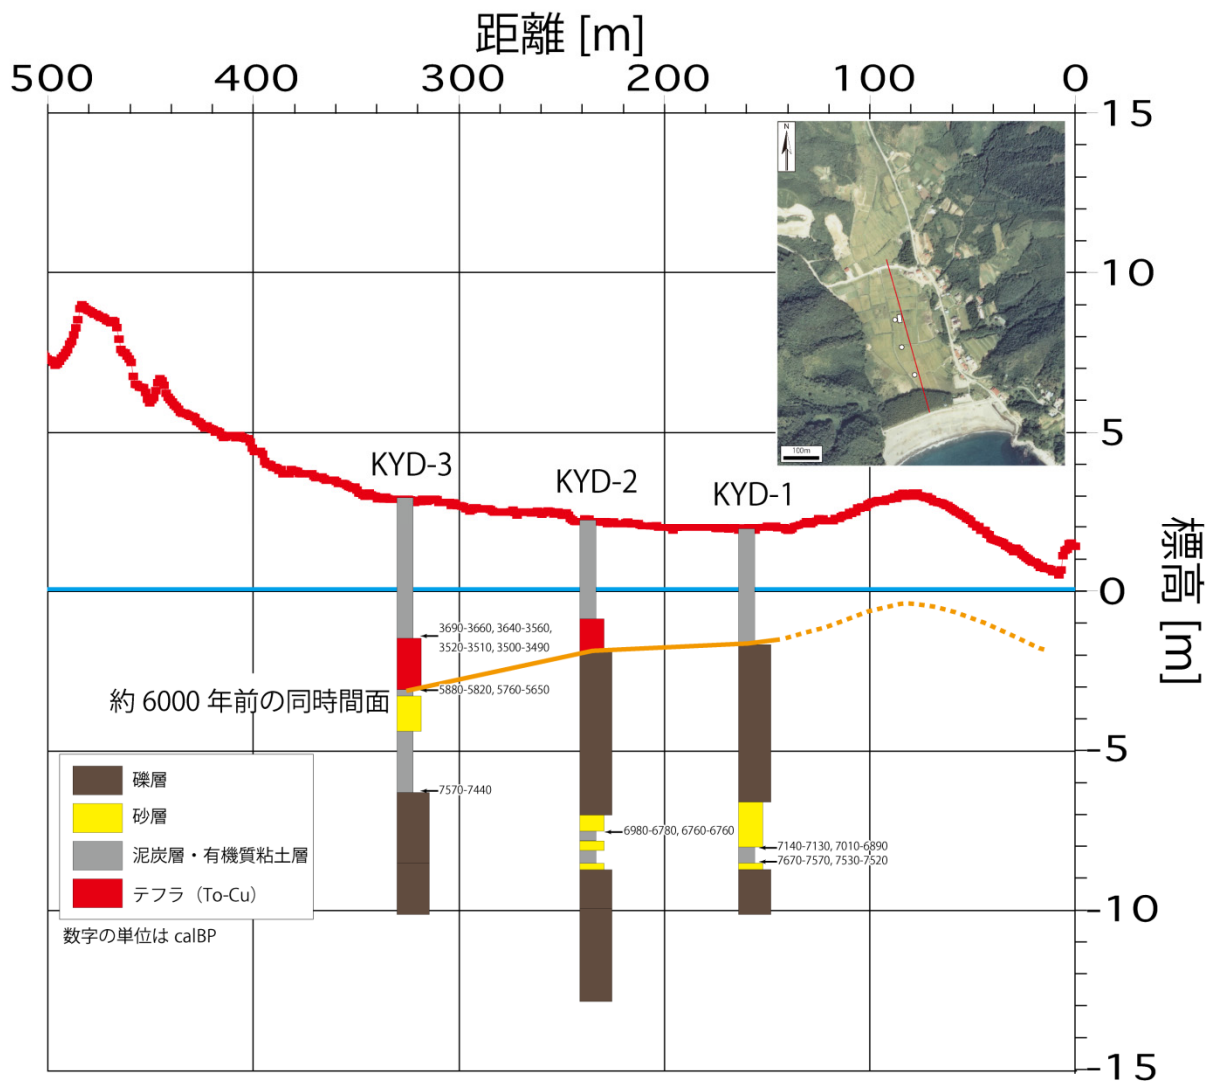 距離 [m]
500 400 300 200 100 0
15
10
5
0
-5
-10
-15
標高 [m]
N
100m
KYD-3
KYD-2
KYD-1
3690-3660, 3640-3560,
3520-3510, 3500-3490
5880-5820, 5760-5650
約 6000 年前の同時間面
7570-7440
6980-6780, 6760-6760
7140-7130, 7010-6890
7670-7570, 7530-7520
礫層
砂層
泥炭層・有機質粘土層
テフラ（To-Cu）
数字の単位は calBP